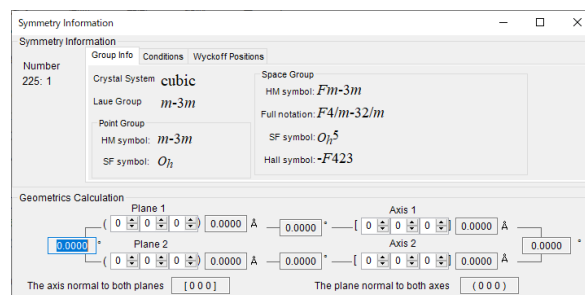 Symmetry Information
Symmetry Information
Number
225: 1
Group Info Conditions Wyckoff Positions
Crystal System cubic
Laue Group m-3m
Point Group
HM symbol: m-3m
SF symbol: Oh
Space Group
HM symbol: Fm-3m
Full notation: F4/m-32/m
SF symbol: Oh5
Hall symbol: -F423
Geometrics Calculation
Plane 1 Axis 1
( 0 0 0 ) 0.0000 Å 0.0000 ° [ 0 0 0 ] 0.0000 Å
0.0000 ° 0.0000 °
Plane 2 Axis 2
( 0 0 0 ) 0.0000 Å 0.0000 ° [ 0 0 0 ] 0.0000 Å
The axis normal to both planes [ 0 0 0 ] The plane normal to both axes ( 0 0 0 )